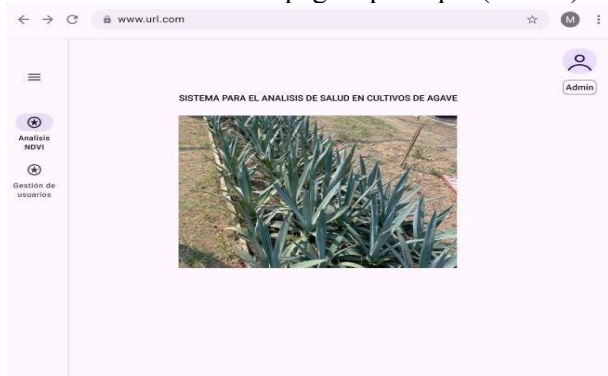 www.url.com
M
Admin
SISTEMA PARA EL ANALISIS DE SALUD EN CULTIVOS DE AGAVE
Analisis
NDVI
Gestión de
usuarios